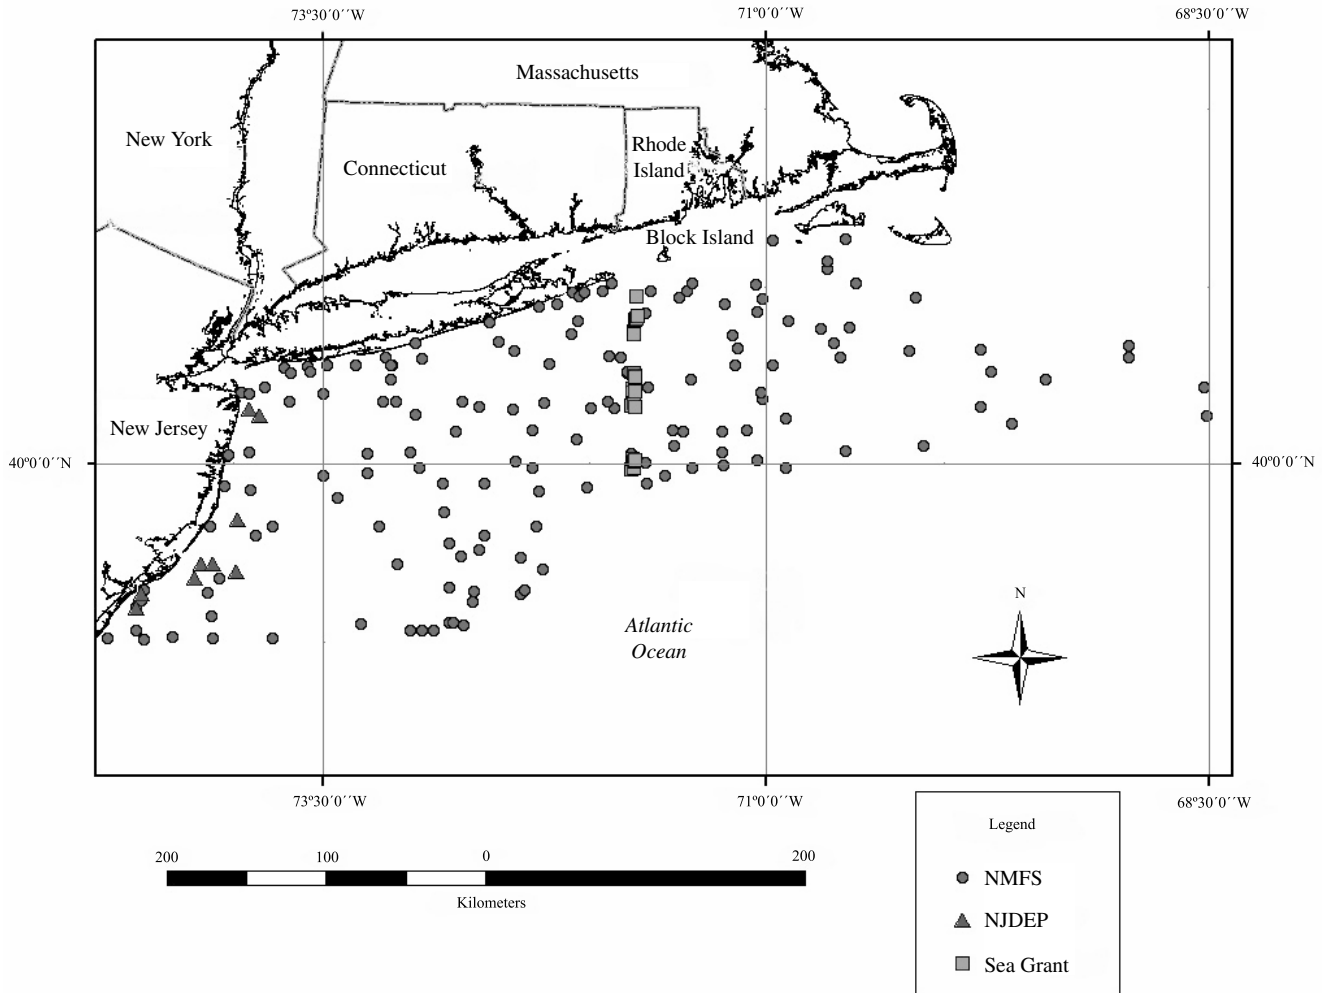 73º30´0´´W
71º0´0´´W
68º30´0´´W
Massachusetts
New York
Rhode
Island
Connecticut
Block Island
New Jersey
40º0´0´´N
40º0´0´´N
N
Atlantic
Ocean
73º30´0´´W
71º0´0´´W
68º30´0´´W
Legend
200
100
0
200
NMFS
Kilometers
NJDEP
Sea Grant